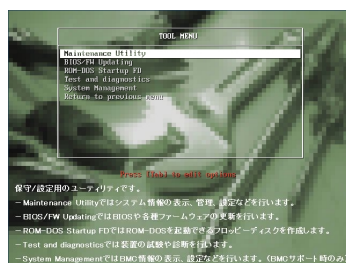 TOOL MENU
Maintenance Utility
BIOS/FW Updating
ROM-DOS Startup FD
Test and diagnostics
System Management
Return to previous menu
Press [Tab] to edit options
保守/設定用のユーティリティです。
－Maintenance Utilityではシステム情報の表示、管理、設定などを行います。
－BIOS/FW UpdatingではBIOSや各種ファームウェアの更新を行います。
－ROM-DOS Startup FDではROM-DOSを起動できるフロッピーディスクを作成します。
－Test and diagnosticsでは装置の試験や診断を行います。
－System ManagementではBMC情報の表示、設定などを行います。(BMCサポート時のみ)